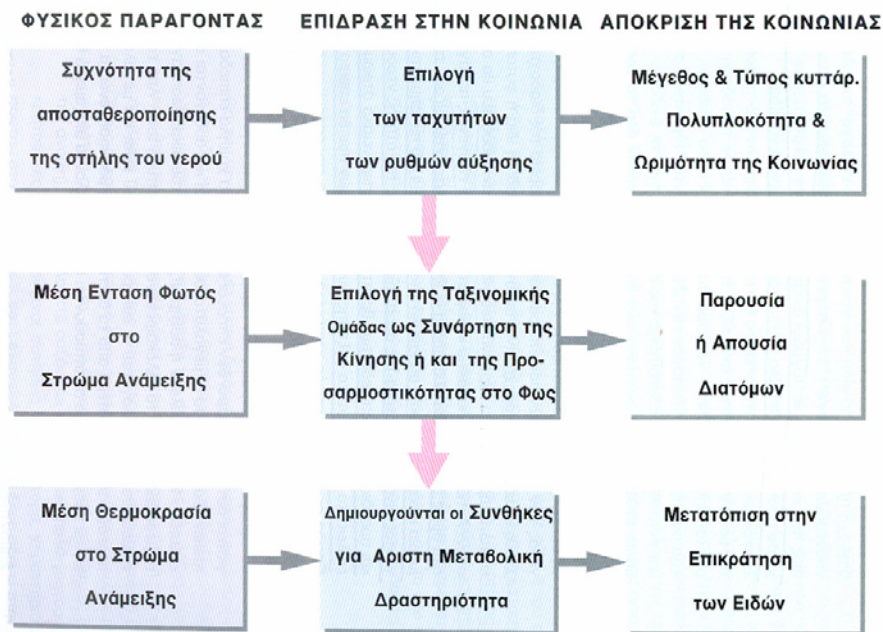 ΦΥΣΙΚΟΣ ΠΑΡΑΓΟΝΤΑΣ
ΕΠΙΔΡΑΣΗ ΣΤΗΝ ΚΟΙΝΩΝΙΑ
ΑΠΟΚΡΙΣΗ ΤΗΣ ΚΟΙΝΩΝΙΑΣ
Συχνότητα της
αποσταθεροποίησης
της στήλης του νερού
Επιλογή
των ταχυτήτων
των ρυθμών αύξησης
Μέγεθος & Τύπος κυττάρ.
Πολυπλοκότητα &
Ωριμότητα της Κοινωνίας
Μέση Ενταση Φωτός
στο
Στρώμα Ανάμειξης
Επιλογή της Ταξινομικής
Ομάδας ως Συνάρτηση της
Κίνησης ή και της Προ-
σαρμοστικότητας στο Φως
Παρουσία
ή Απουσία
Διατόμων
Μέση Θερμοκρασία
στο Στρώμα
Ανάμειξης
Δημιουργούνται οι Συνθήκες
για Αριστη Μεταβολική
Δραστηριότητα
Μετατόπιση στην
Επικράτηση
των Ειδών